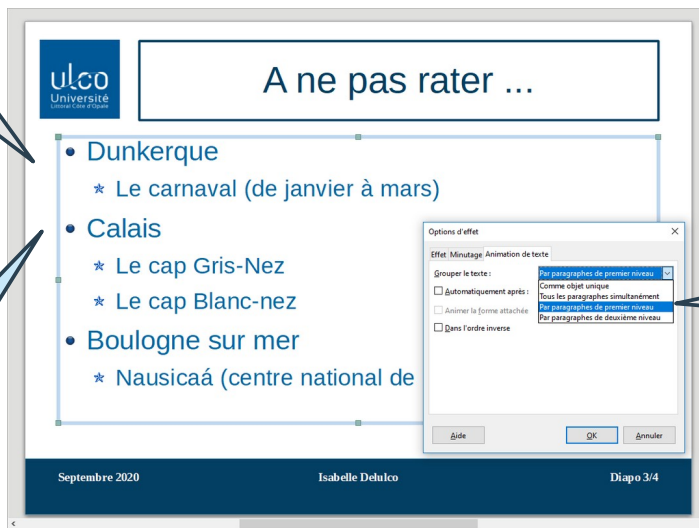 ulco
Université
Littoral Côte d'Opale
A ne pas rater ...
Dunkerque
Le carnaval (de janvier à mars)
Calais
Le cap Gris-Nez
Le cap Blanc-nez
Boulogne sur mer
Nausicaá (centre national de
Options d'effet
Effet Minutage Animation de texte
Grouper le texte : Par paragraphes de premier niveau
Comme objet unique
Tous les paragraphes simultanément
Par paragraphes de premier niveau
Par paragraphes de deuxième niveau
Automatiquement après :
Animer la forme attachée
Dans l'ordre inverse
Aide OK Annuler
Septembre 2020 Isabelle Delulco Diapo 3/4